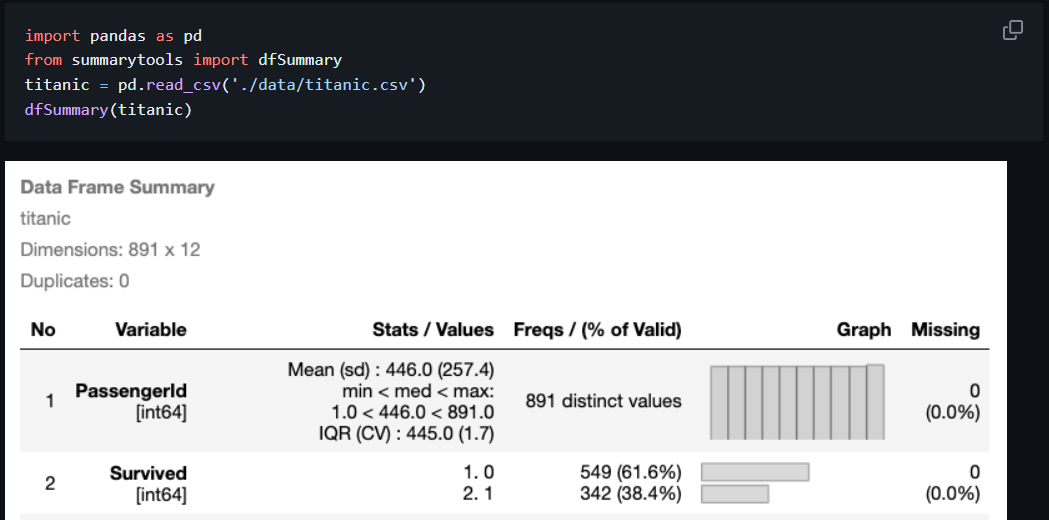 import pandas as pd
from summarytools import dfSummary
titanic = pd.read_csv('./data/titanic.csv')
dfSummary(titanic)
Data Frame Summary
titanic
Dimensions: 891 x 12
Duplicates: 0
No Variable Stats / Values Freqs / (% of Valid) Graph Missing
1 PassengerId [int64] Mean (sd) : 446.0 (257.4)
min < med < max:
1.0 < 446.0 < 891.0
IQR (CV) : 445.0 (1.7)
891 distinct values
0
(0.0%)
2 Survived [int64]
1. 0
2. 1
549 (61.6%)
342 (38.4%)
0
(0.0%)